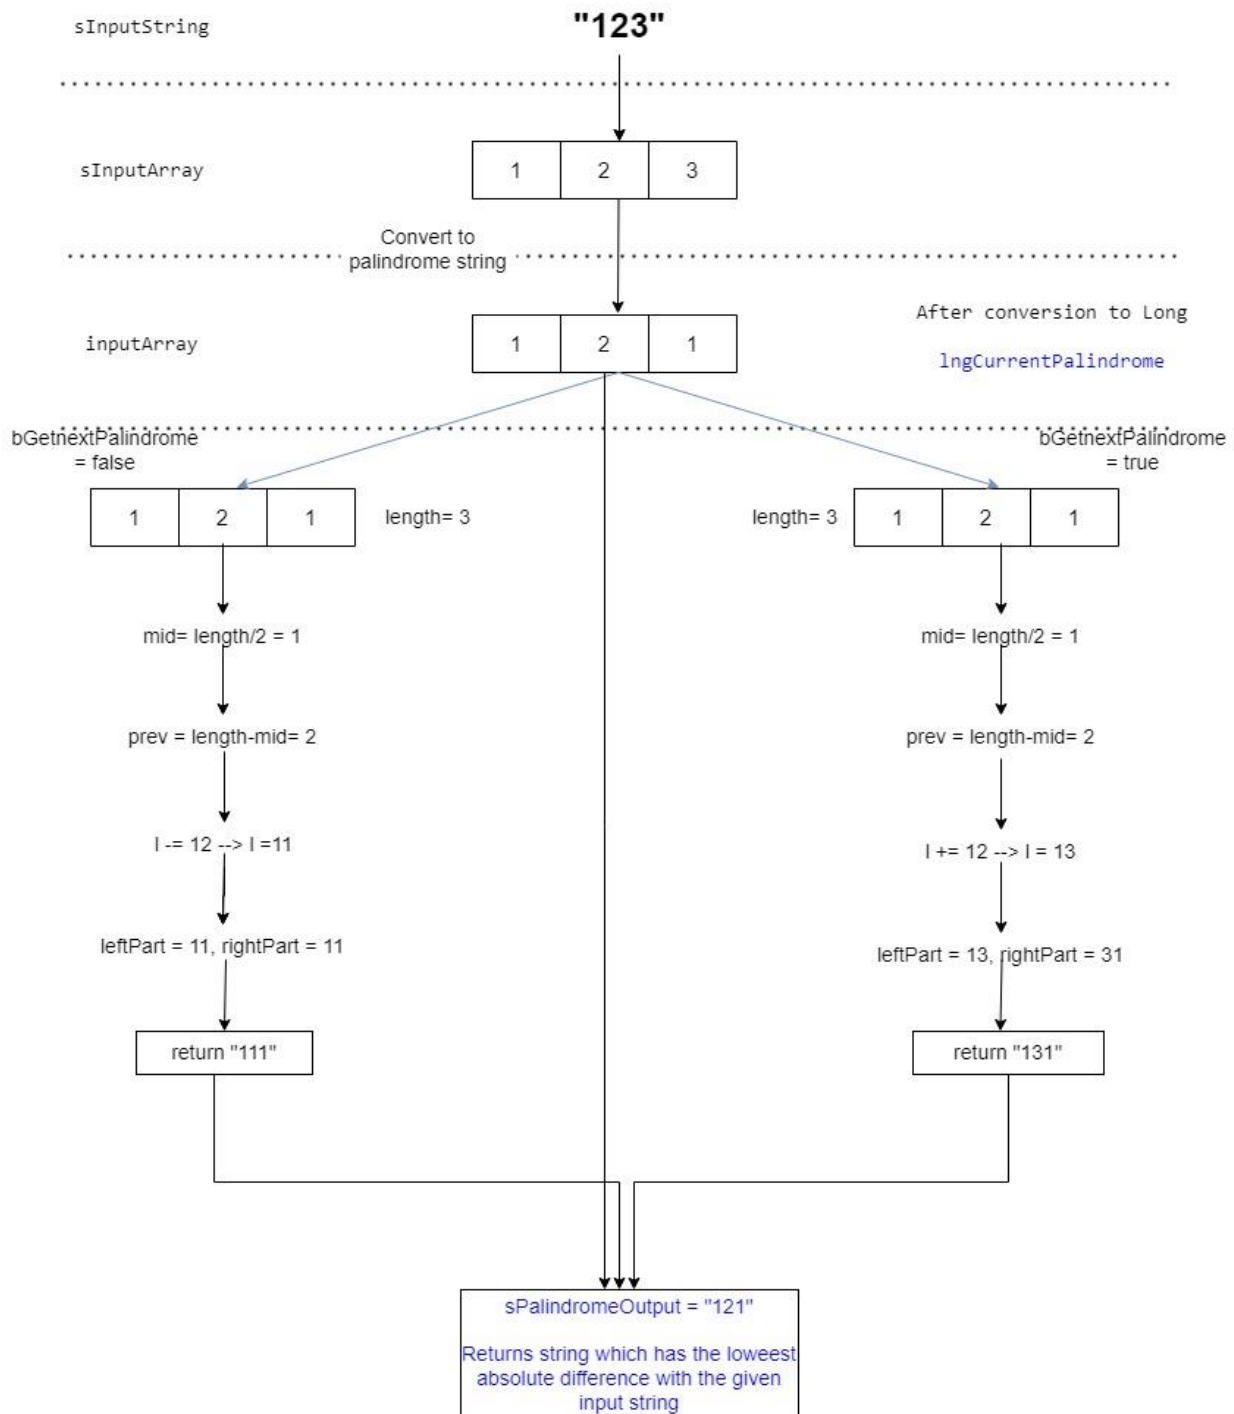 sInputString
"123"
sInputArray
1 2 3
Convert to
palindrome string
inputArray
1 2 1
After conversion to Long
lngCurrentPalindrome
bGetnextPalindrome
= false
bGetnextPalindrome
= true
1 2 1
length= 3
length= 3
1 2 1
mid= length/2 = 1
mid= length/2 = 1
prev = length-mid= 2
prev = length-mid= 2
l -= 12 --> l =11
l += 12 --> l = 13
leftPart = 11, rightPart = 11
leftPart = 13, rightPart = 31
return "111"
return "131"
sPalindromeOutput = "121"
Returns string which has the loweest
absolute difference with the given
input string